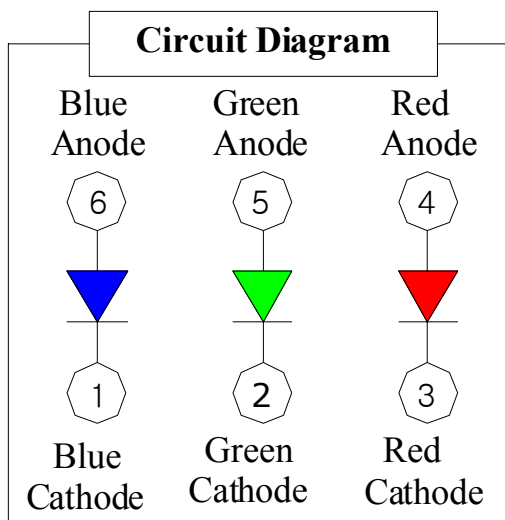 Circuit Diagram
Blue Anode
Green Anode
Red Anode
6
5
4
1
2
3
Blue Cathode
Green Cathode
Red Cathode